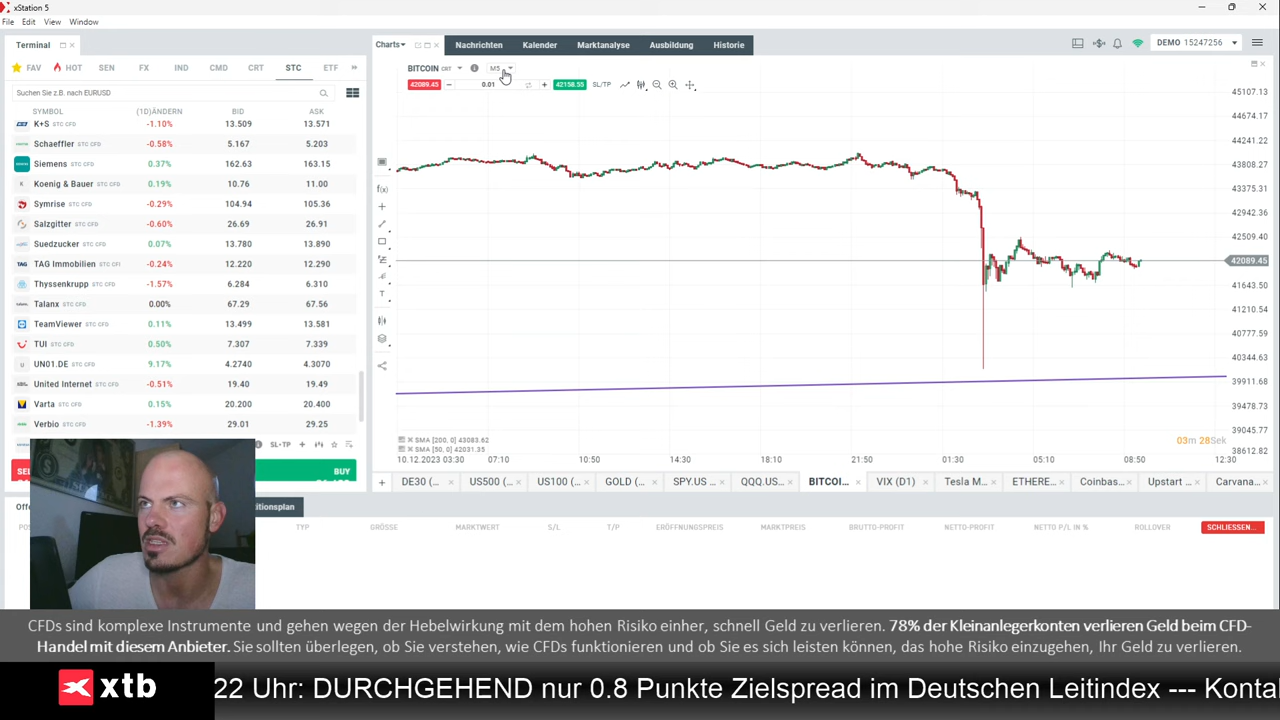 xStation 5
File Edit View Window
Terminal
FAV HOT SEN FX IND CMD CRT STC ETF »
Suchen Sie z.B. nach EURUSD
SYMBOL (1D)ÄNDERN BID ASK
K+S STC CFD -1.10% 13.509 13.571
Schaeffler STC CFD -0.58% 5.167 5.203
Siemens STC CFD 0.37% 162.63 163.15
Koenig & Bauer STC CFD 0.19% 10.76 11.00
Symrise STC CFD -0.29% 104.94 105.36
Salzgitter STC CFD -0.60% 26.69 26.91
Suedzucker STC CFD 0.07% 13.780 13.890
TAG Immobilien STC CFI -0.24% 12.220 12.290
Thyssenkrupp STC CFD -1.57% 6.284 6.310
Talanx STC CFD 0.00% 67.29 67.56
TeamViewer STC CFD 0.11% 13.499 13.581
TUI STC CFD 0.50% 7.307 7.339
UN01.DE STC CFD 9.17% 4.2740 4.3070
United Internet STC CFD -0.51% 19.40 19.49
Varta STC CFD 0.15% 20.200 20.400
Verbio STC CFD -1.39% 29.01 29.25
SL+TP
SEL BUY
Charts Nachrichten Kalender Marktanalyse Ausbildung Historie
DEMO 15247256
BITCOIN CRT M5
42089.45 0.01 42158.55 SL/TP
f(x)
T
45107.13
44674.17
44241.22
43808.27
43375.31
42942.36
42509.40
42089.45
41643.50
41210.54
40777.59
40344.63
39911.68
39478.73
39045.77
38612.82
SMA [200, 0] 43083.62
SMA [50, 0] 42031.35
03m 28Sek
10.12.2023 03:30 07:10 10:50 14:30 18:10 21:50 01:30 05:10 08:50 12:30
+ DE30 (... US500 (... US100 (... GOLD (... SPY.US ... QQQ.US... BITCOI... VIX (D1) Tesla M... ETHERE... Coinbas... Upstart ... Carvana...
Offe itionsplan
POS TYP GRÖSSE MARKTWERT S/L T/P ERÖFFNUNGSPREIS MARKTPREIS BRUTTO-PROFIT NETTO-PROFIT NETTO P/L IN % ROLLOVER SCHLIESSEN...
CFDs sind komplexe Instrumente und gehen wegen der Hebelwirkung mit dem hohen Risiko einher, schnell Geld zu verlieren. 78% der Kleinanlegerkonten verlieren Geld beim CFD-
Handel mit diesem Anbieter. Sie sollten überlegen, ob Sie verstehen, wie CFDs funktionieren und ob Sie es sich leisten können, das hohe Risiko einzugehen, Ihr Geld zu verlieren.
xtb 22 Uhr: DURCHGEHEND nur 0.8 Punkte Zielspread im Deutschen Leitindex --- Kontal